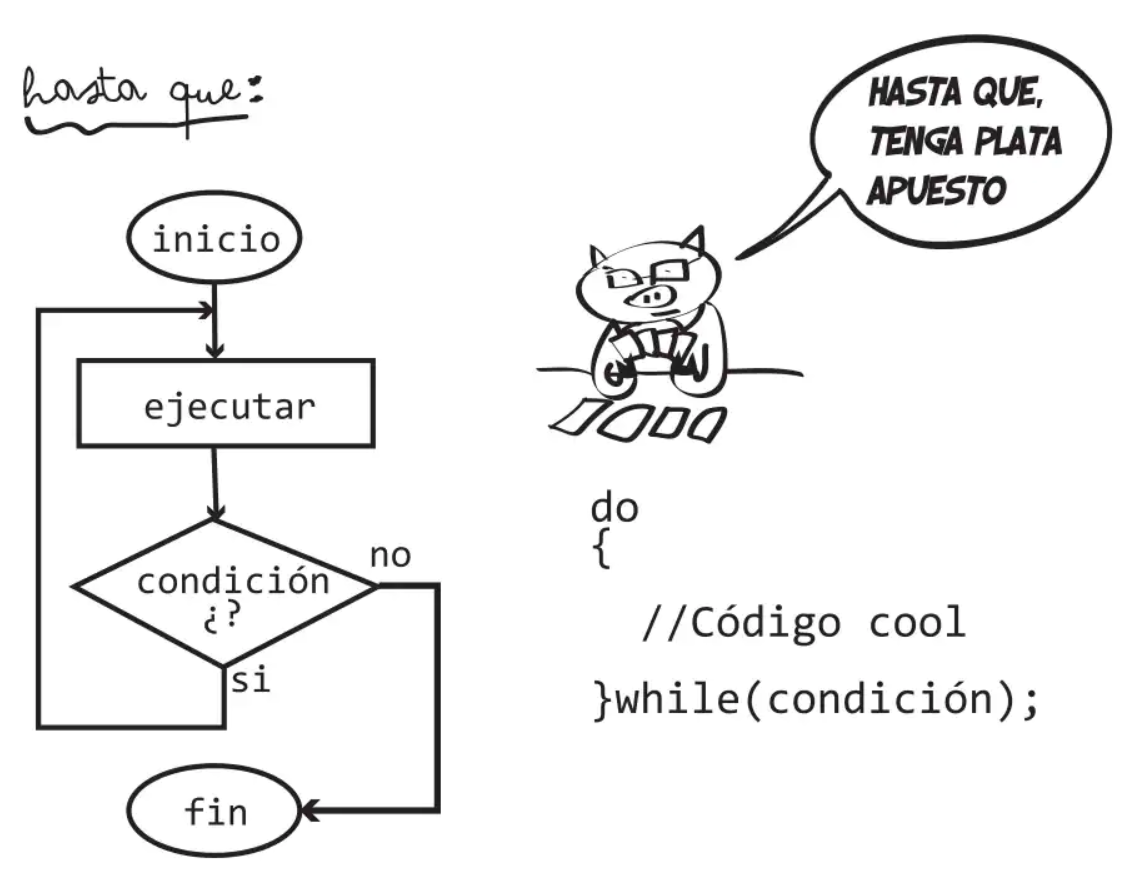 hasta que:
inicio
ejecutar
condición
¿?
no
si
fin
HASTA QUE,
TENGA PLATA
APUESTO
do
{
//Código cool
}while(condición);